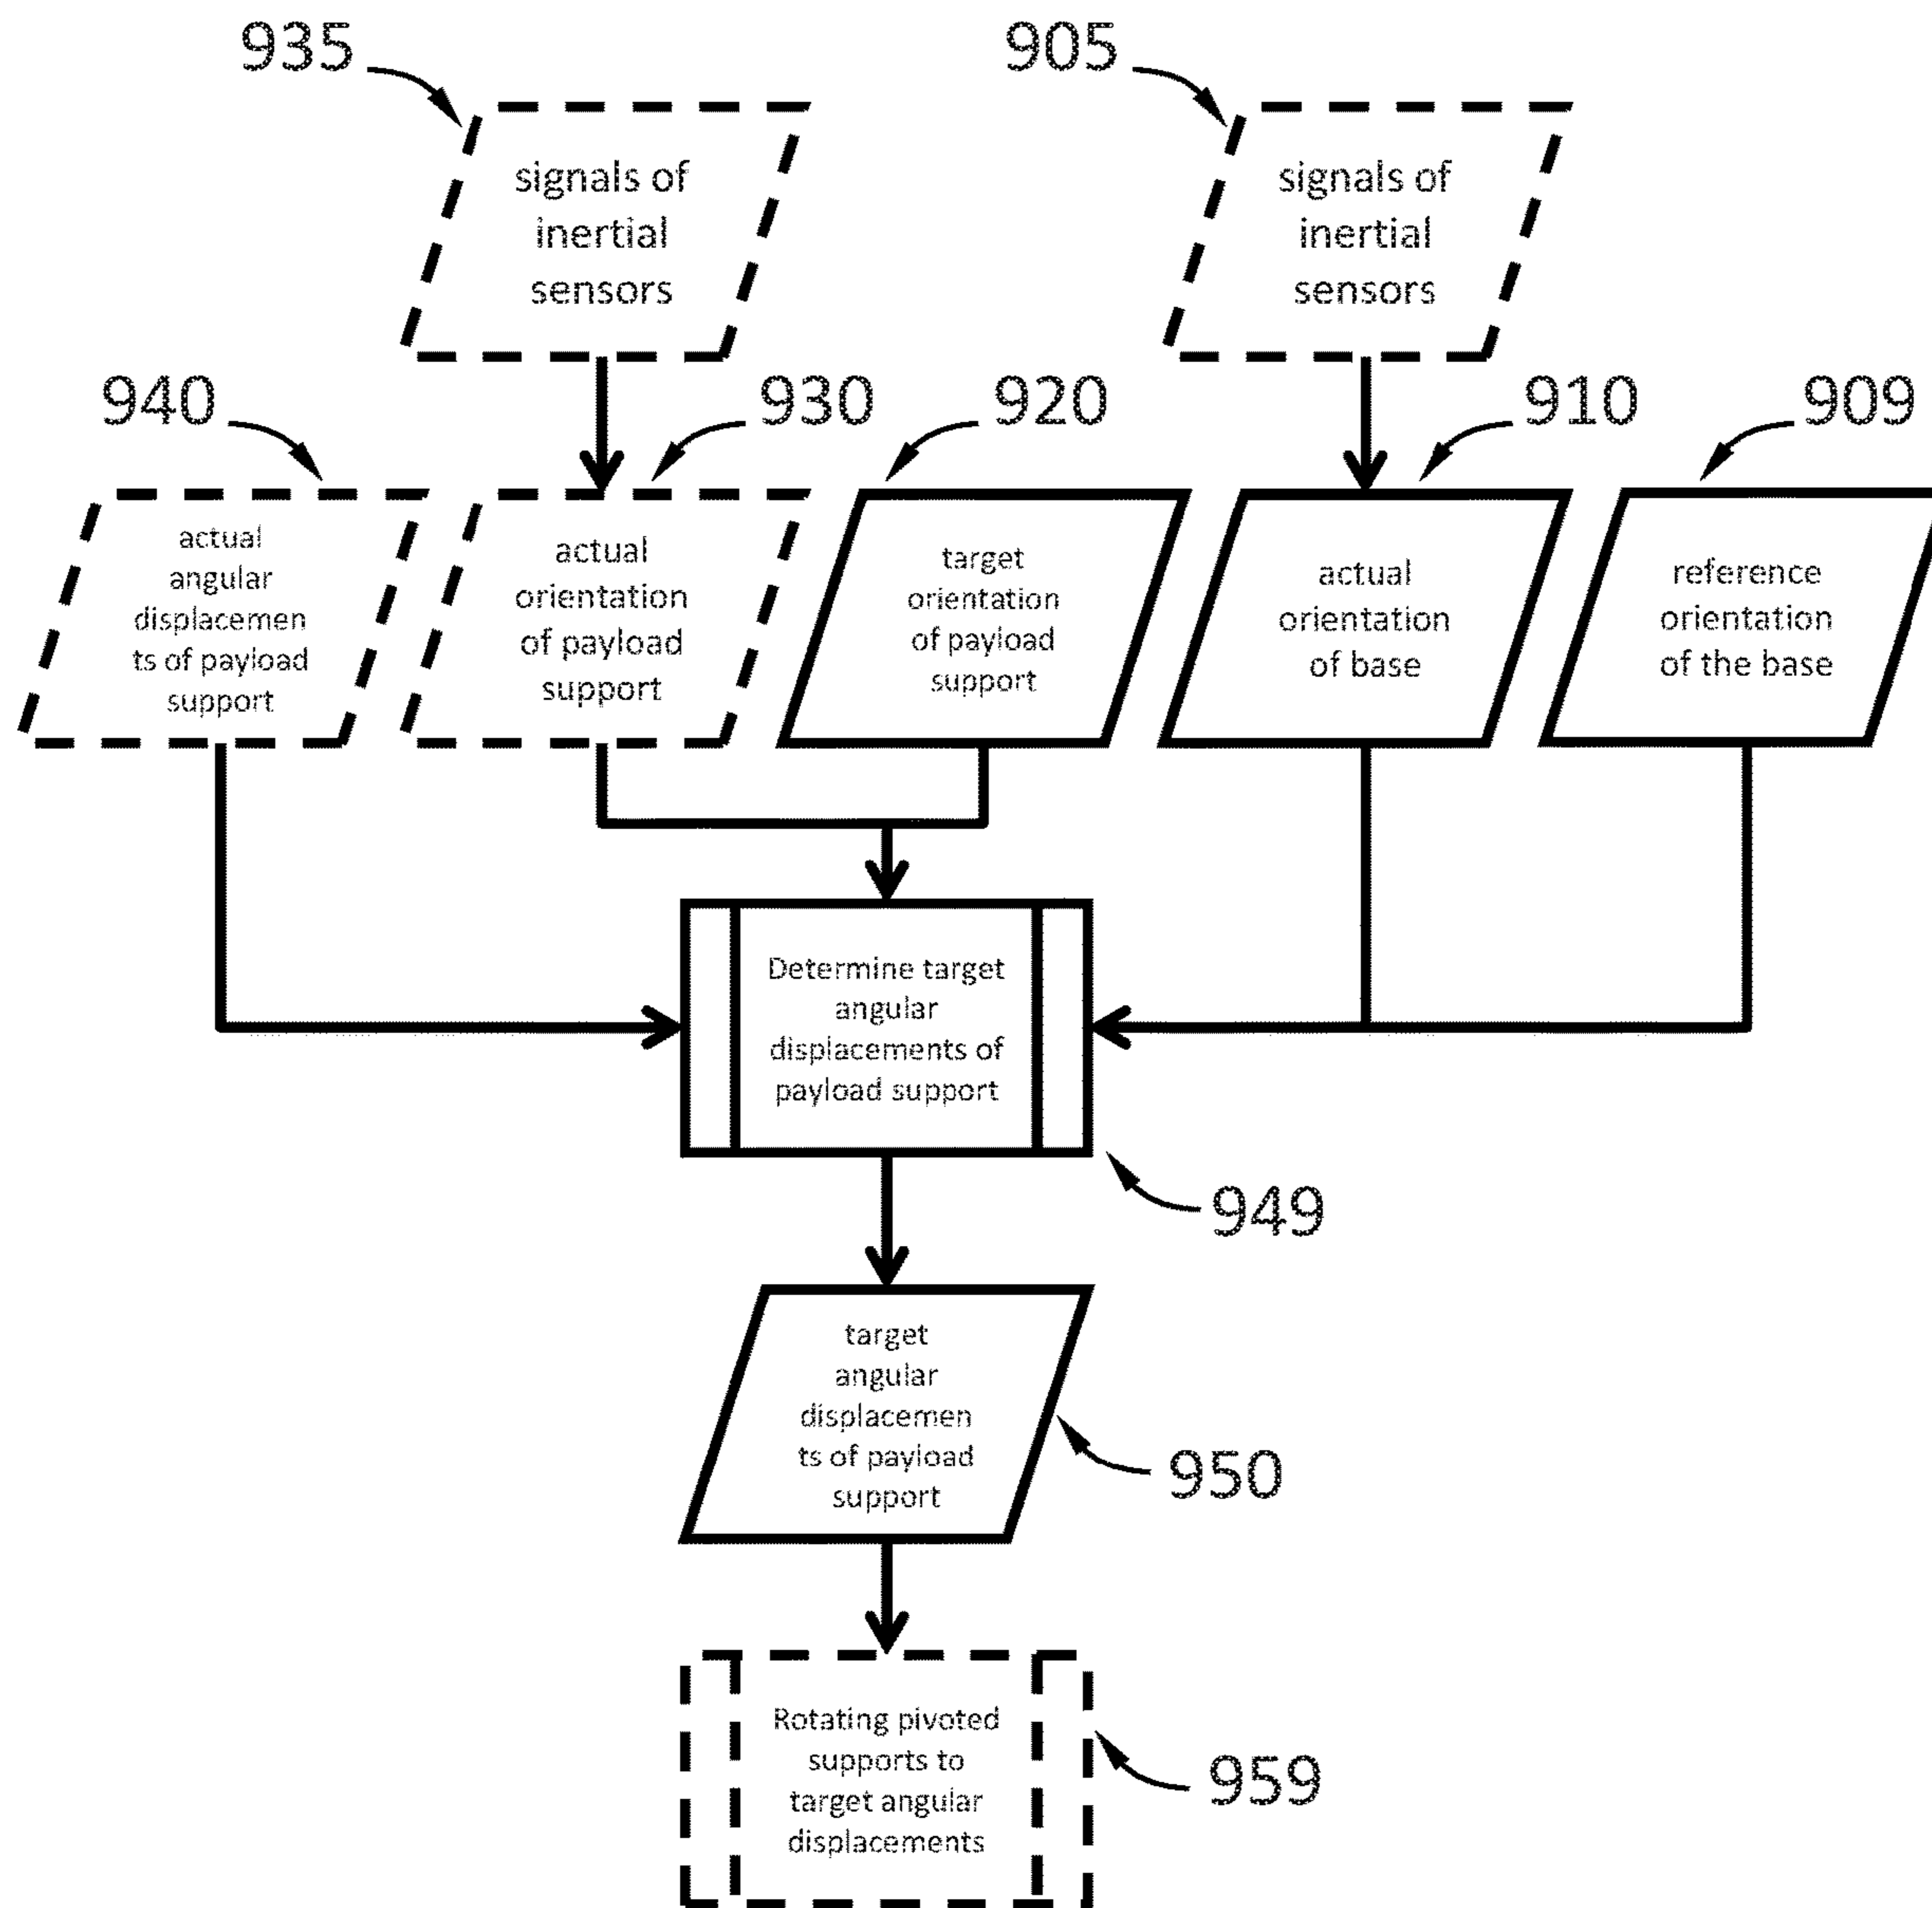 935
905
signals of
inertial
sensors
signals of
inertial
sensors
940
930
920
910
909
actual
angular
displacemen
ts of payload
support
actual
orientation
of payload
support
target
orientation
of payload
support
actual
orientation
of base
reference
orientation
of the base
Determine target
angular
displacements of
payload support
949
target
angular
displacemen
ts of payload
support
950
Rotating pivoted
supports to
target angular
displacements
959